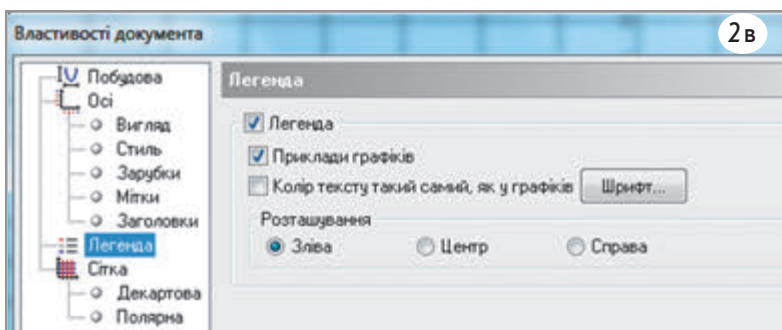 Властивості документа
2в
Побудова
Осі
Вигляд
Стиль
Зарубки
Мітки
Заголовки
Легенда
Сітка
Декартова
Полярна
Легенда
Легенда
Приклади графіків
Колір тексту такий самий, як у графіків
Шрифт...
Розташування
Зліва
Центр
Справа